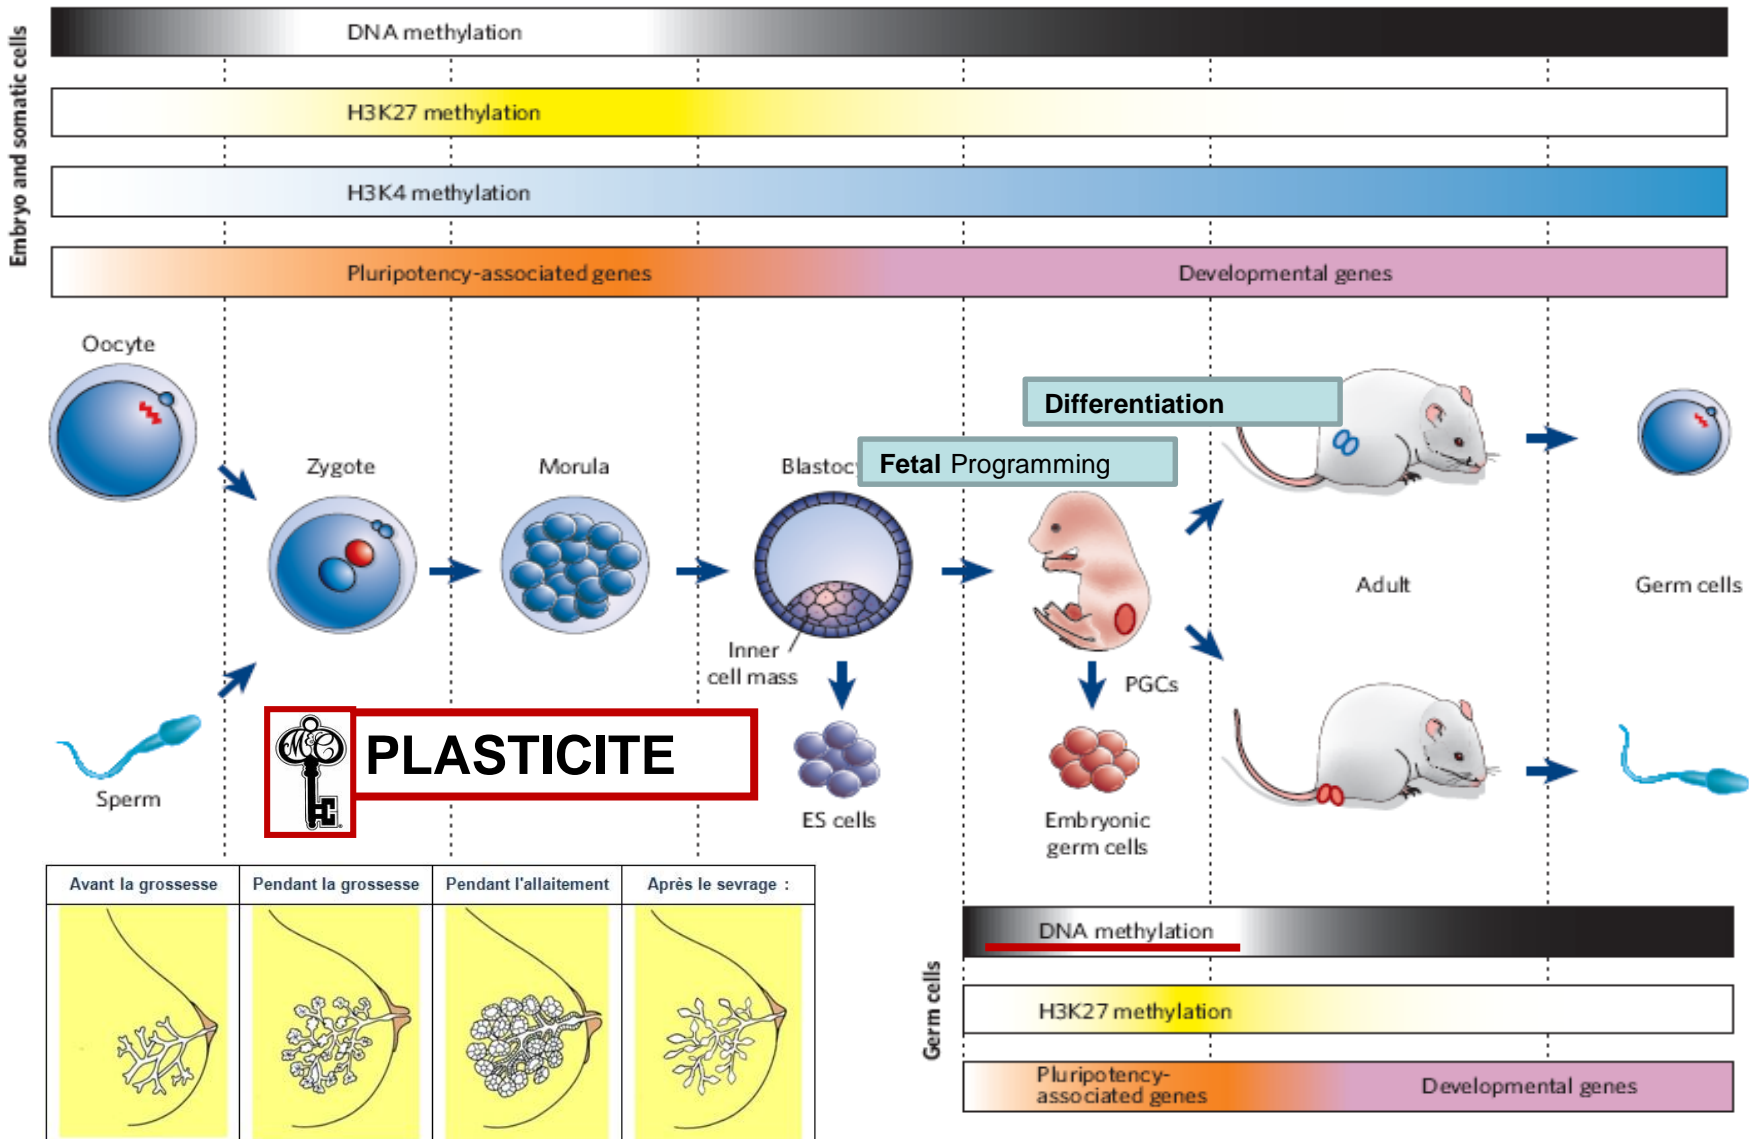 Embryo and somatic cells
DNA methylation
H3K27 methylation
H3K4 methylation
Pluripotency-associated genes
Developmental genes
Oocyte
Zygote
Morula
Blastocy
Fetal Programming
Differentiation
Adult
Germ cells
Inner
cell mass
PGCs
Sperm
M&C
PLASTICITE
ES cells
Embryonic
germ cells
Avant la grossesse
Pendant la grossesse
Pendant l'allaitement
Après le sevrage :
Germ cells
DNA methylation
H3K27 methylation
Pluripotency-
associated genes
Developmental genes